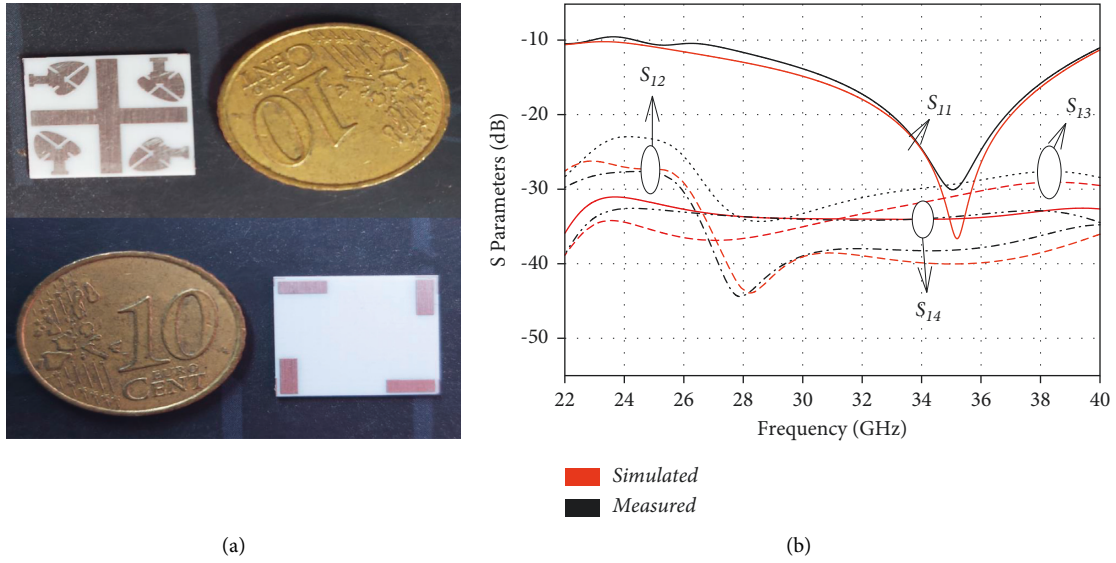 10
EURO
CENT
10
EURO
CENT
(a)
S Parameters (dB)
-10
-20
-30
-40
-50
S12
S11
S13
S14
22 24 26 28 30 32 34 36 38 40
Frequency (GHz)
Simulated
Measured
(b)